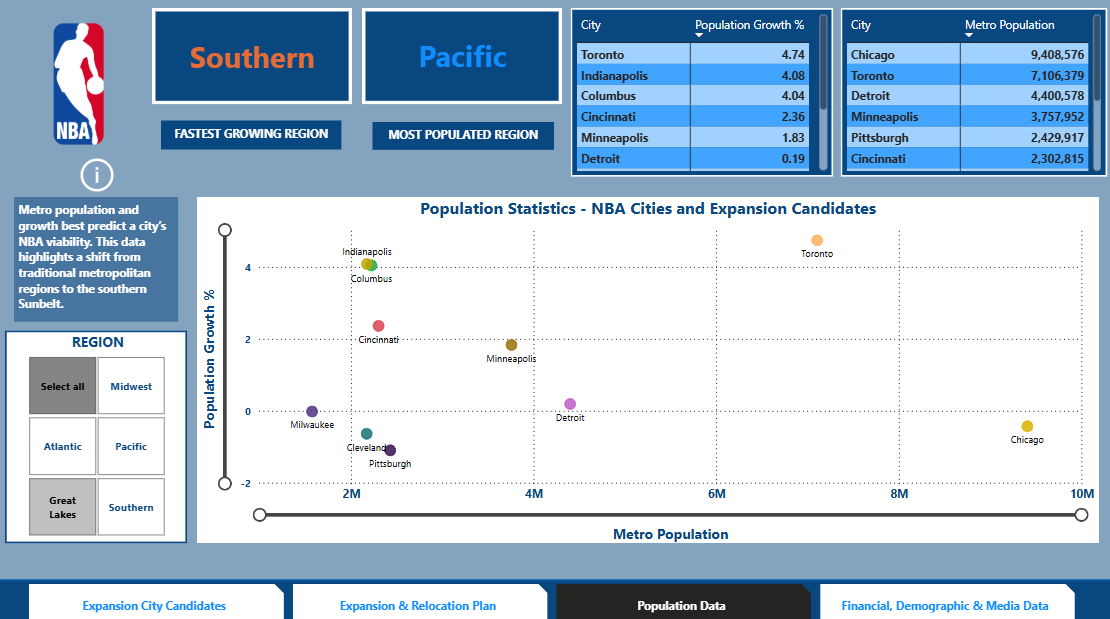 NBA
Southern
FASTEST GROWING REGION
Pacific
MOST POPULATED REGION
City Population Growth %
Toronto 4.74
Indianapolis 4.08
Columbus 4.04
Cincinnati 2.36
Minneapolis 1.83
Detroit 0.19
City Metro Population
Chicago 9,408,576
Toronto 7,106,379
Detroit 4,400,578
Minneapolis 3,757,952
Pittsburgh 2,429,917
Cincinnati 2,302,815
i
Metro population and
growth best predict a city's
NBA viability. This data
highlights a shift from
traditional metropolitan
regions to the southern
Sunbelt.
REGION
Select all Midwest
Atlantic Pacific
Great
Lakes
Southern
Population Statistics - NBA Cities and Expansion Candidates
Population Growth %
4
2
0
-2
Indianapolis
Columbus
Toronto
Cincinnati
Minneapolis
Milwaukee
Detroit
Cleveland
Pittsburgh
Chicago
2M 4M 6M 8M 10M
Metro Population
Expansion City Candidates
Expansion & Relocation Plan
Population Data
Financial, Demographic & Media Data